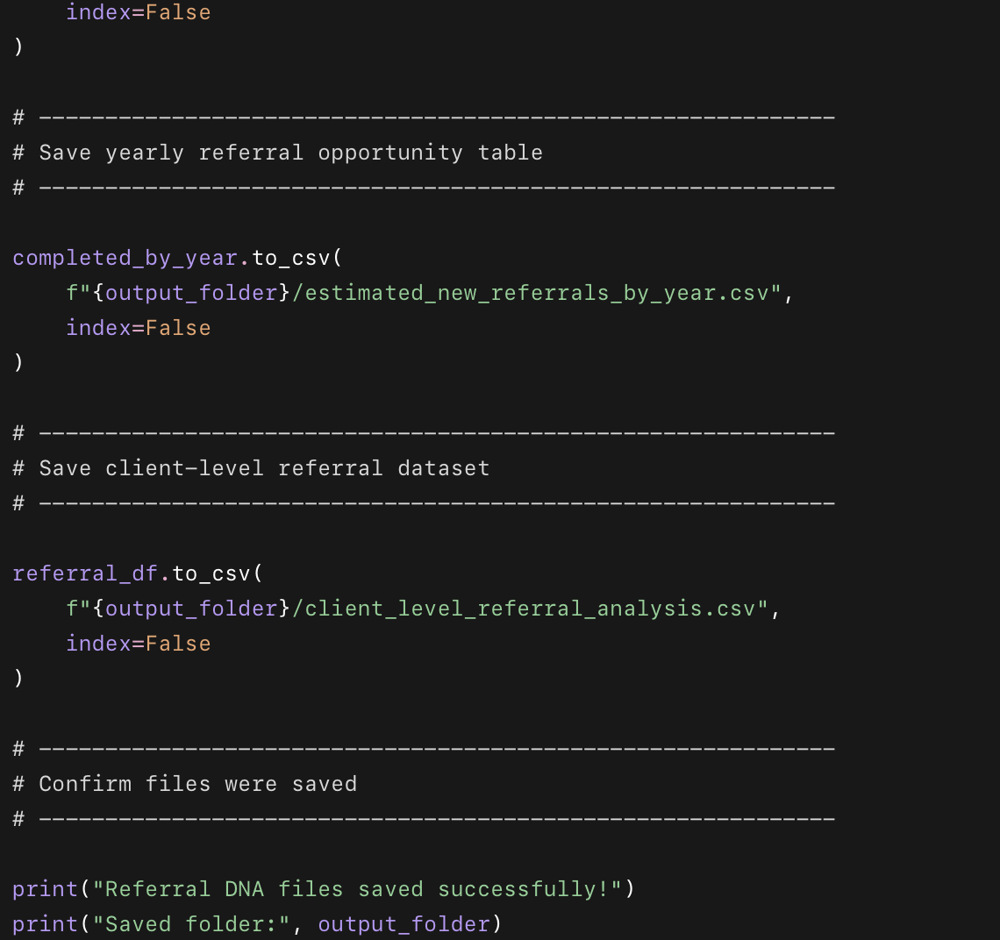 index=False
)
# ------------------------------------------------------------
# Save yearly referral opportunity table
# ------------------------------------------------------------
completed_by_year.to_csv(
    f"{output_folder}/estimated_new_referrals_by_year.csv",
    index=False
)
# ------------------------------------------------------------
# Save client-level referral dataset
# ------------------------------------------------------------
referral_df.to_csv(
    f"{output_folder}/client_level_referral_analysis.csv",
    index=False
)
# ------------------------------------------------------------
# Confirm files were saved
# ------------------------------------------------------------
print("Referral DNA files saved successfully!")
print("Saved folder:", output_folder)